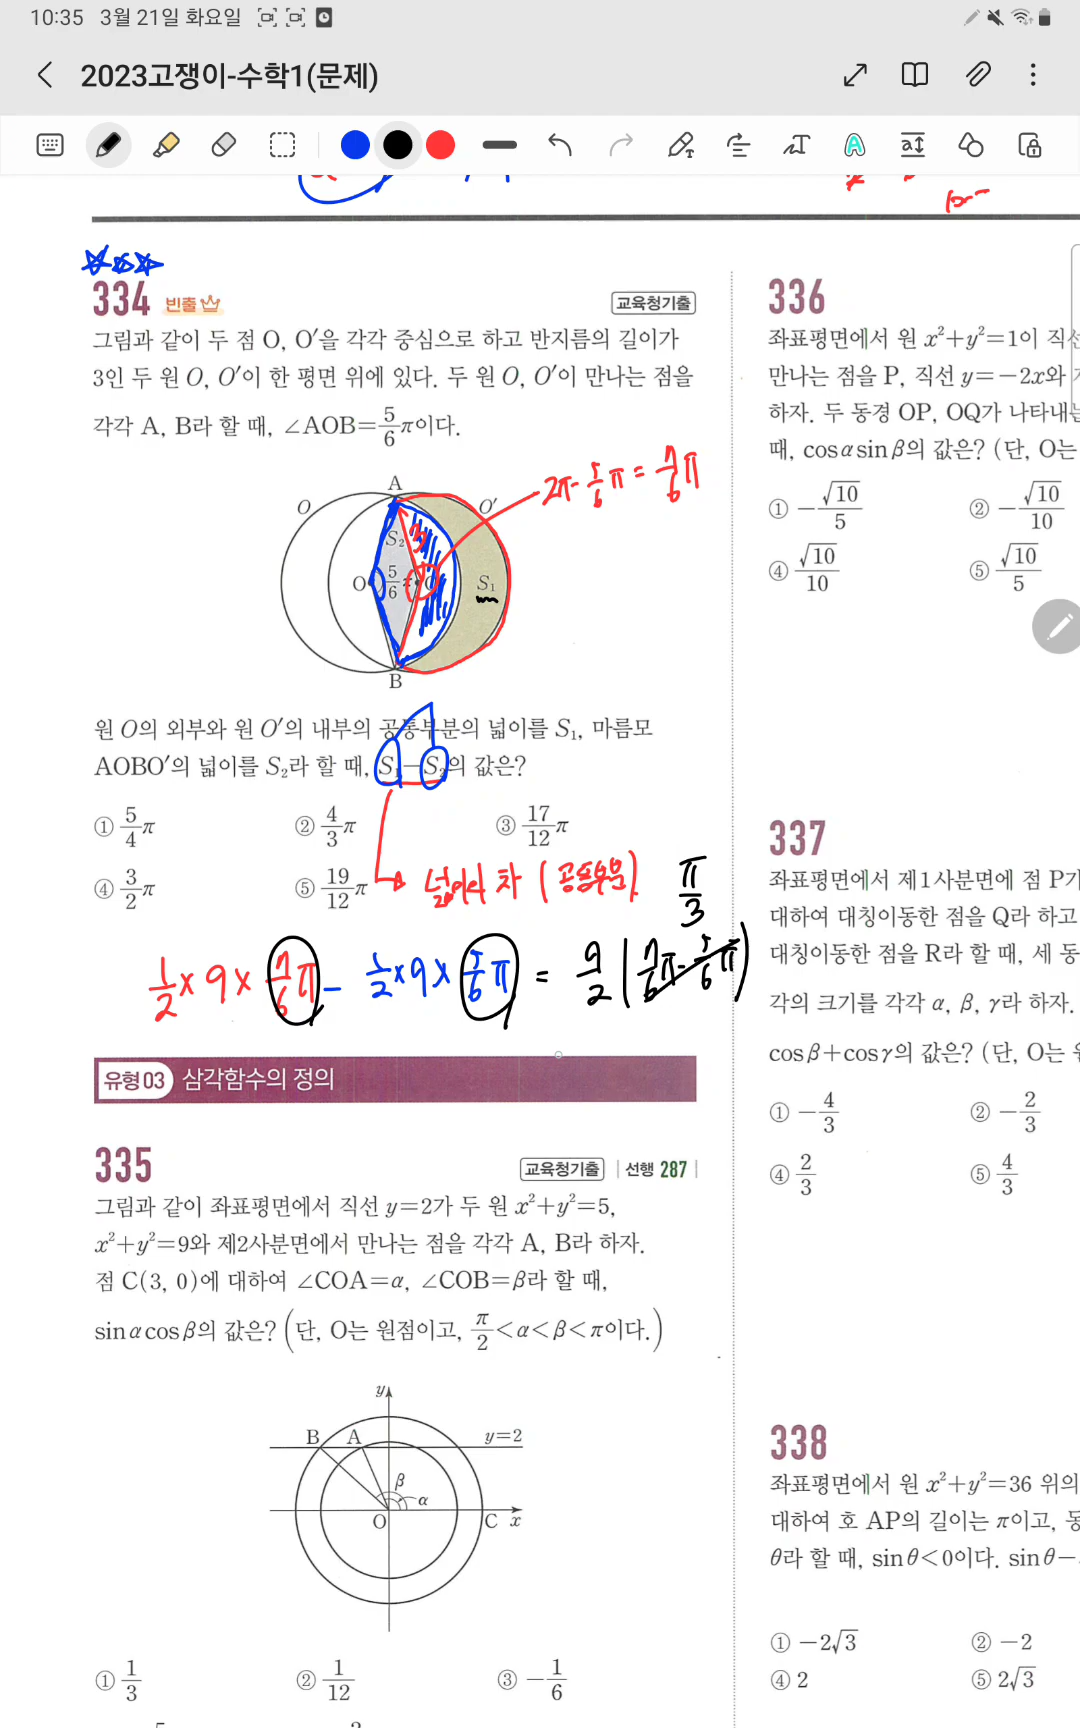 10:35 3월 21일 화요일
2023고쟁이-수학1(문제)
334 빈출 교육청기출
그림과 같이 두 점 O, O′을 각각 중심으로 하고 반지름의 길이가
3인 두 원 O, O′이 한 평면 위에 있다. 두 원 O, O′이 만나는 점을
각각 A, B라 할 때, ∠AOB=5/6π이다.
2π-5/6π=7/6π
A
O O′
S₂ 3
O 5/6π S₁
B
원 O의 외부와 원 O′의 내부의 공통부분의 넓이를 S₁, 마름모
AOBO′의 넓이를 S₂라 할 때, S₁-S₂의 값은?
① 5/4π ② 4/3π ③ 17/12π
④ 3/2π ⑤ 19/12π
넓이의 차 (공통부분)
π/3
1/2×9×7/6π - 1/2×9×5/6π = 9/2(7/6π-5/6π)
유형 03 삼각함수의 정의
335 교육청기출 선행 287
그림과 같이 좌표평면에서 직선 y=2가 두 원 x²+y²=5,
x²+y²=9와 제2사분면에서 만나는 점을 각각 A, B라 하자.
점 C(3, 0)에 대하여 ∠COA=α, ∠COB=β라 할 때,
sinαcosβ의 값은? (단, O는 원점이고, π/2<α<β<π이다.)
y
B A y=2
β
α
O C x
① 1/3 ② 1/12 ③ -1/6
336
좌표평면에서 원 x²+y²=1이 직선
만나는 점을 P, 직선 y=-2x와
하자. 두 동경 OP, OQ가 나타내는
때, cosαsinβ의 값은? (단, O는
① -√10/5 ② -√10/10
④ √10/10 ⑤ √10/5
337
좌표평면에서 제1사분면에 점 P가
대하여 대칭이동한 점을 Q라 하고
대칭이동한 점을 R라 할 때, 세 동
각의 크기를 각각 α, β, γ라 하자.
cosβ+cosγ의 값은? (단, O는
① -4/3 ② -2/3
④ 2/3 ⑤ 4/3
338
좌표평면에서 원 x²+y²=36 위의
대하여 호 AP의 길이는 π이고, 동
θ라 할 때, sinθ<0이다. sinθ-
① -2√3 ② -2
④ 2 ⑤ 2√3